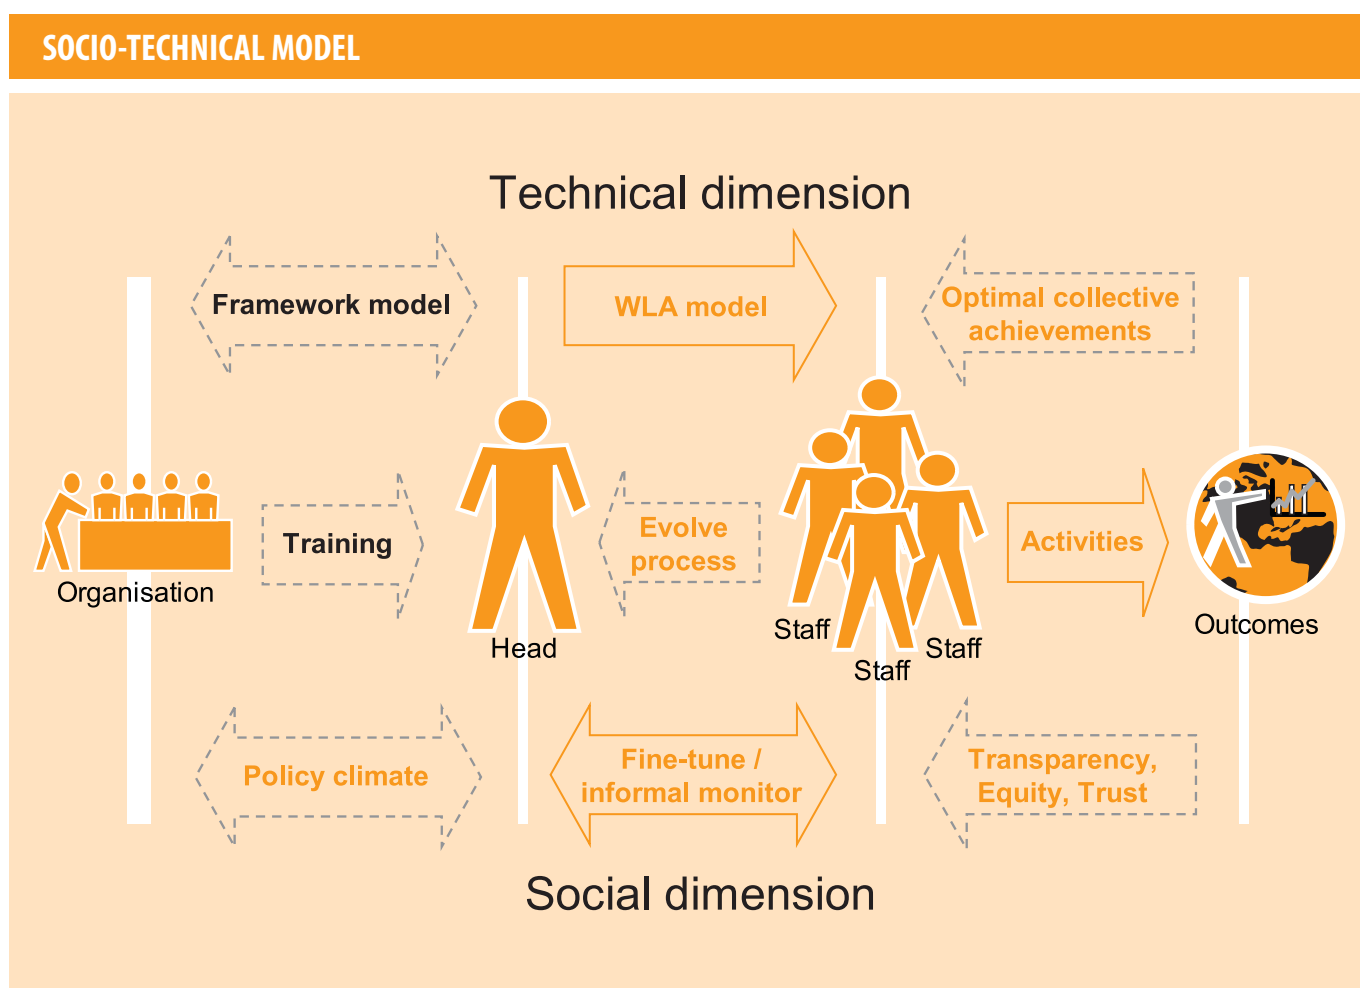 SOCIO-TECHNICAL MODEL
Technical dimension
Framework model
WLA model
Optimal collective
achievements
Training
Evolve
process
Activities
Organisation
Head
Staff
Staff
Staff
Outcomes
Policy climate
Fine-tune /
informal monitor
Transparency,
Equity, Trust
Social dimension